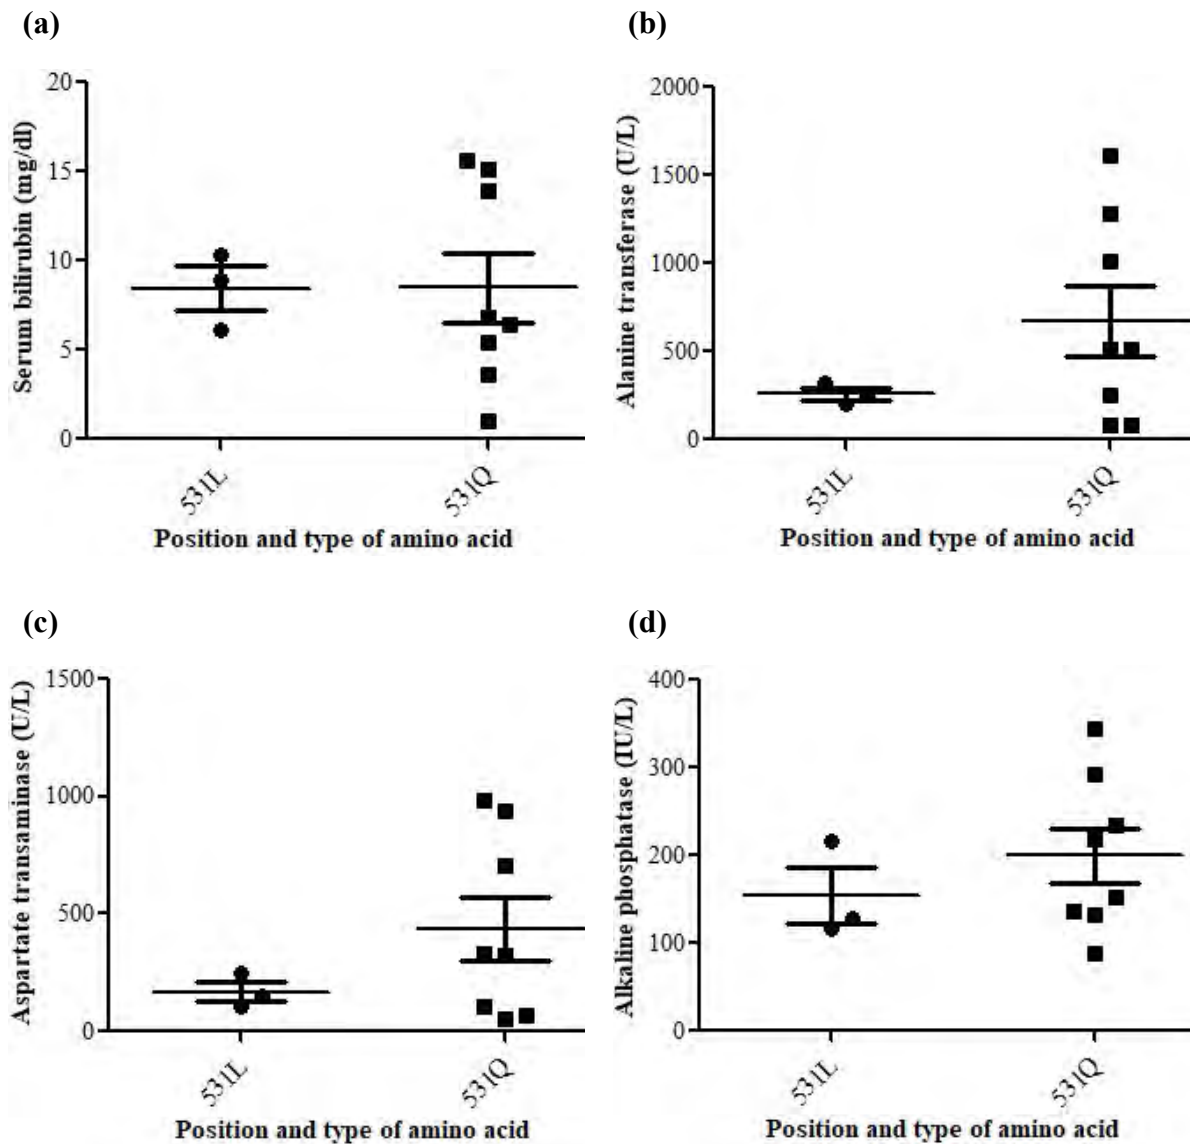 (a)
Serum bilirubin (mg/dl)
20
15
10
5
0
531L
531Q
Position and type of amino acid
(b)
Alanine transferase (U/L)
2000
1500
1000
500
0
531L
531Q
Position and type of amino acid
(c)
Aspartate transaminase (U/L)
1500
1000
500
0
531L
531Q
Position and type of amino acid
(d)
Alkaline phosphatase (IU/L)
400
300
200
100
0
531L
531Q
Position and type of amino acid